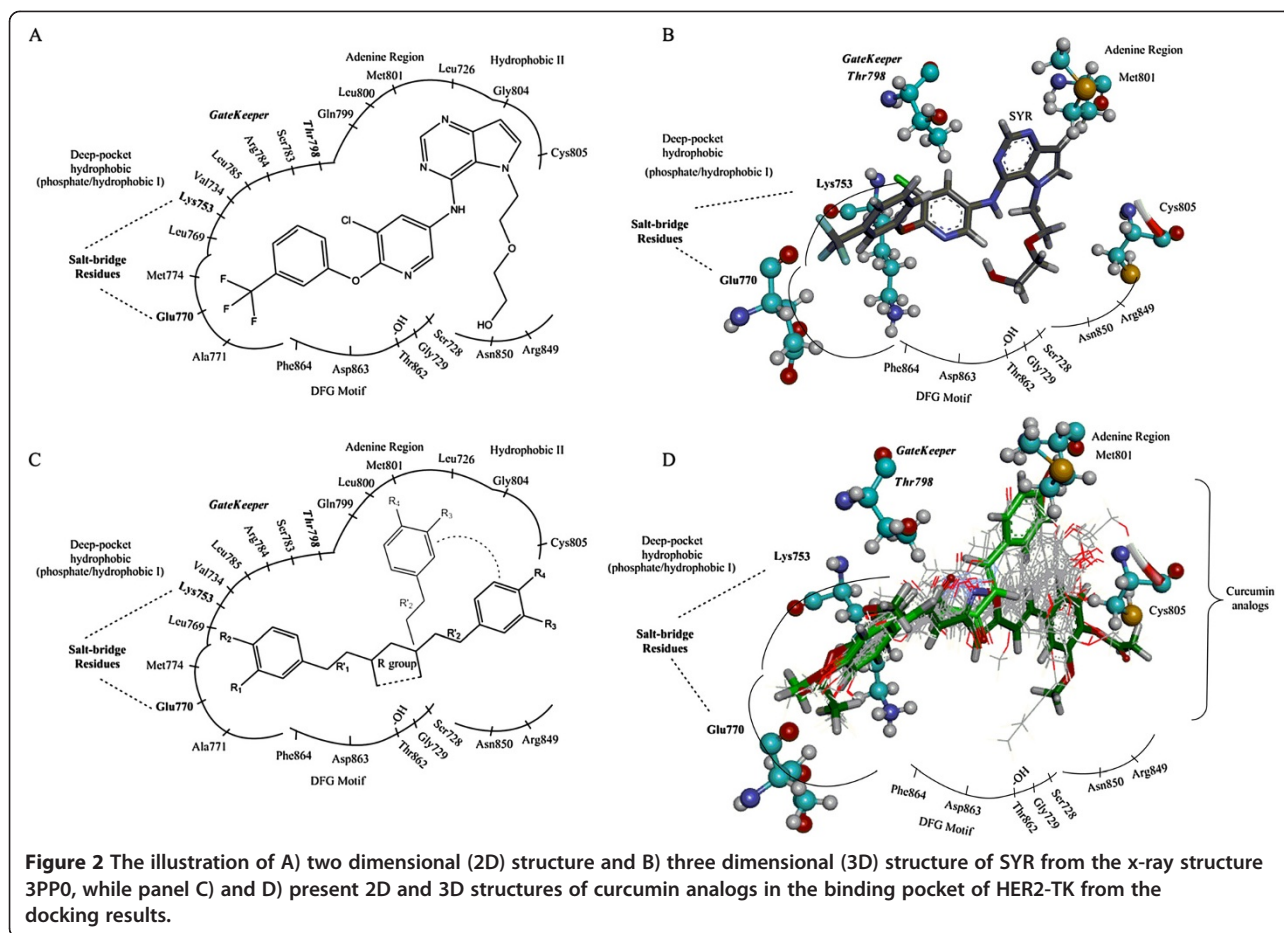 A
Adenine Region
Met801
Leu726
Hydrophobic II
Gly804
Leu800
Gln799
Cys805
GateKeeper
Thr798
Ser783
Arg784
Leu785
Val734
Deep-pocket
hydrophobic
(phosphate/hydrophobic I)
Lys753
Leu769
Salt-bridge
Residues
Met774
Glu770
Ala771
Phe864
Asp863
DFG Motif
-OH
Thr862
Gly729
Ser728
Asn850
Arg849
N
N
N
NH
Cl
N
O
F
F
F
O
HO
B
GateKeeper
Thr798
Adenine Region
Met801
SYR
Deep-pocket
hydrophobic
(phosphate/hydrophobic I)
Lys753
Cys805
Salt-bridge
Residues
Glu770
Phe864
Asp863
DFG Motif
-OH
Thr862
Gly729
Ser728
Asn850
Arg849
C
Adenine Region
Met801
Leu726
Hydrophobic II
Gly804
Leu800
Gln799
Cys805
GateKeeper
Thr798
Ser783
Arg784
Leu785
Val734
Deep-pocket
hydrophobic
(phosphate/hydrophobic I)
Lys753
Leu769
Salt-bridge
Residues
Met774
Glu770
Ala771
Phe864
Asp863
DFG Motif
-OH
Thr862
Gly729
Ser728
Asn850
Arg849
R1
R3
R'2
R4
R3
R'2
R group
R'1
R2
R1
D
GateKeeper
Thr798
Adenine Region
Met801
Deep-pocket
hydrophobic
(phosphate/hydrophobic I)
Lys753
Cys805
Curcumin
analogs
Salt-bridge
Residues
Glu770
Phe864
Asp863
DFG Motif
-OH
Thr862
Gly729
Ser728
Asn850
Arg849
Figure 2 The illustration of A) two dimensional (2D) structure and B) three dimensional (3D) structure of SYR from the x-ray structure
3PP0, while panel C) and D) present 2D and 3D structures of curcumin analogs in the binding pocket of HER2-TK from the
docking results.